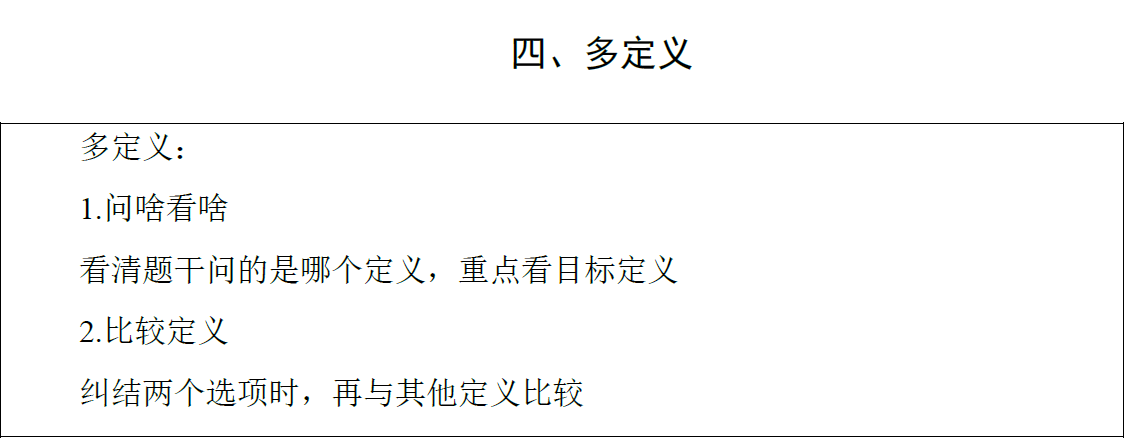 四、多定义
多定义：
1.问啥看啥
看清题干问的是哪个定义，重点看目标定义
2.比较定义
纠结两个选项时，再与其他定义比较